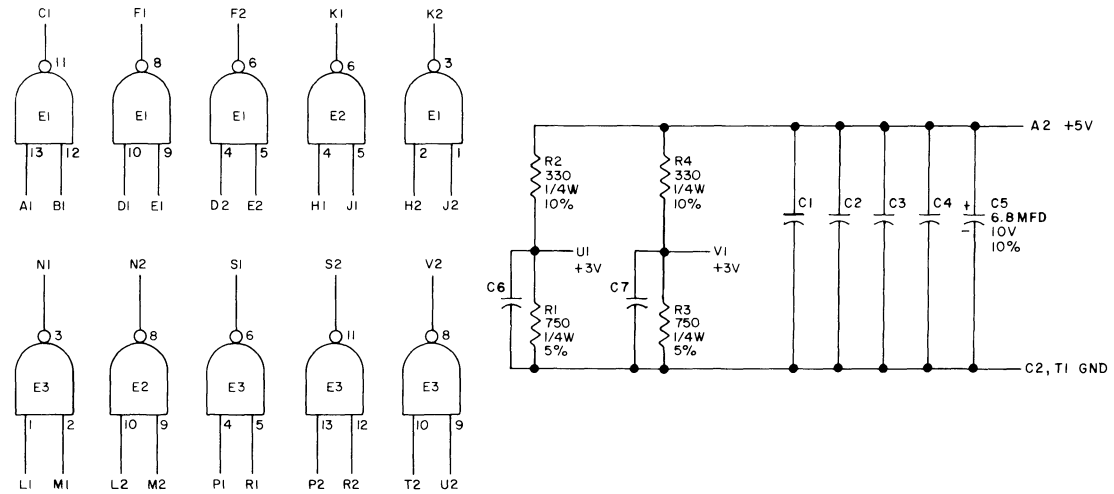 C1 F1 F2 K1 K2
11 8 6 6 3
E1 E1 E1 E2 E1
13 12 10 9 4 5 4 5 2 1
A1 B1 D1 E1 D2 E2 H1 J1 H2 J2
N1 N2 S1 S2 V2
3 8 6 11 8
E3 E2 E3 E3 E3
1 2 10 9 4 5 13 12 10 9
L1 M1 L2 M2 P1 R1 P2 R2 T2 U2
A2 +5V
R2
330
1/4W
10%
R4
330
1/4W
10%
C1 C2 C3 C4
+ C5
6.8MFD
- 10V
10%
U1
+3V
V1
+3V
C6
R1
750
1/4W
5%
C7
R3
750
1/4W
5%
C2, T1 GND